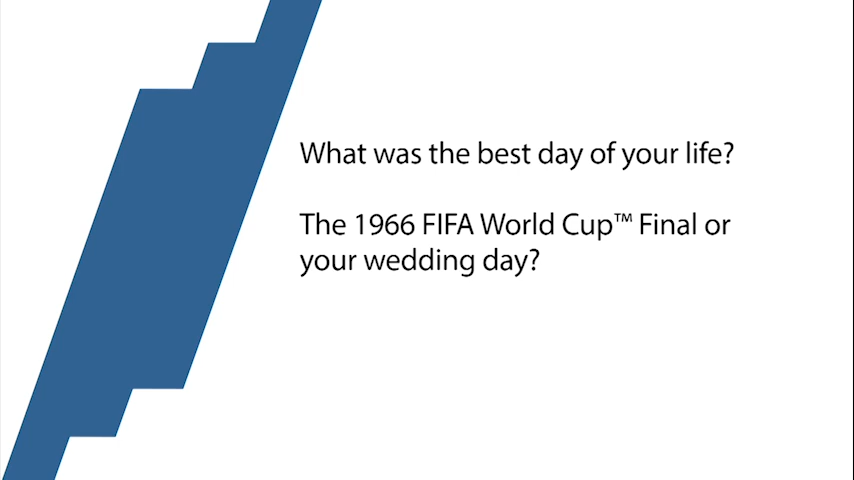 What was the best day of your life?
The 1966 FIFA World Cup™ Final or
your wedding day?